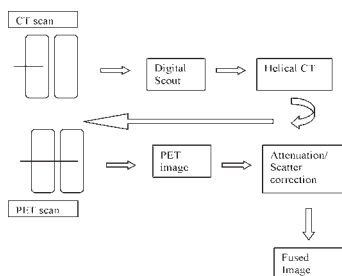 CT scan
Digital
Scout
Helical CT
PET
image
Attenuation/
Scatter
correction
PET scan
Fused
Image